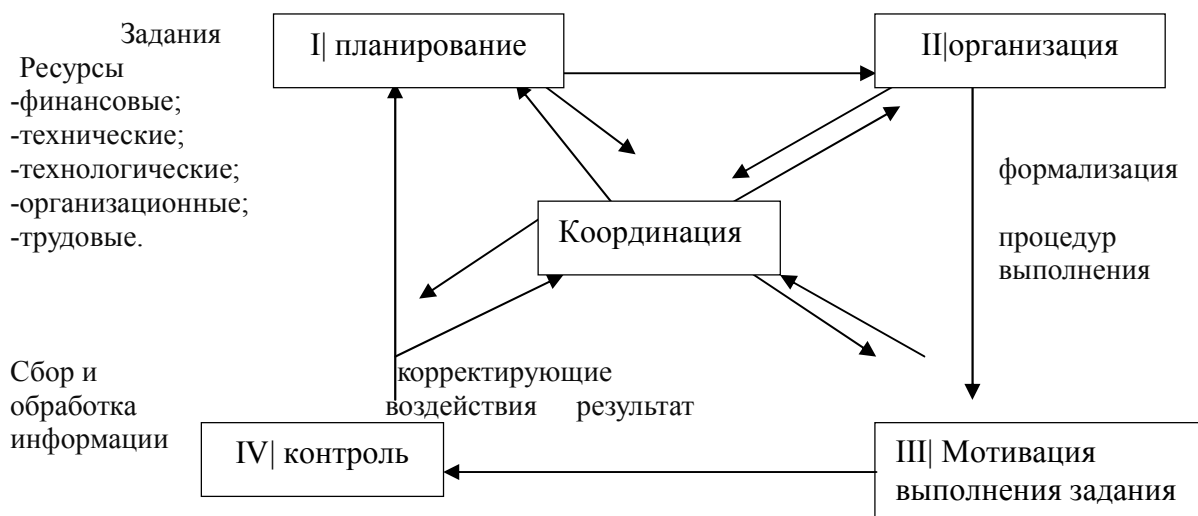 Задания
Ресурсы
-финансовые;
-технические;
-технологические;
-организационные;
-трудовые.
I| планирование
II|организация
формализация
процедур
выполнения
Координация
Сбор и
обработка
информации
корректирующие
воздействия результат
IV| контроль
III| Мотивация
выполнения задания